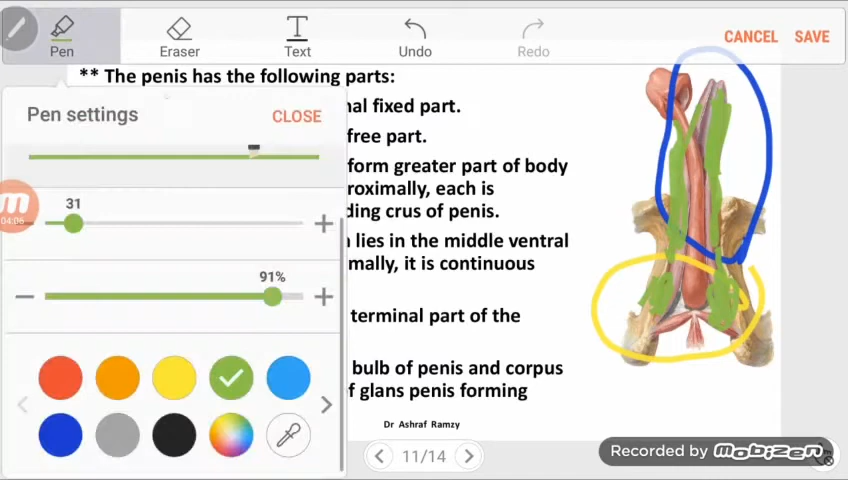 Pen
Eraser
Text
Undo
Redo
CANCEL
SAVE
** The penis has the following parts:
Pen settings
CLOSE
nal fixed part.
free part.
form greater part of body
roximally, each is
ding crus of penis.
lies in the middle ventral
mally, it is continuous
terminal part of the
bulb of penis and corpus
f glans penis forming
31
91%
04:06
Dr Ashraf Ramzy
11/14
Recorded by MOBIZEN